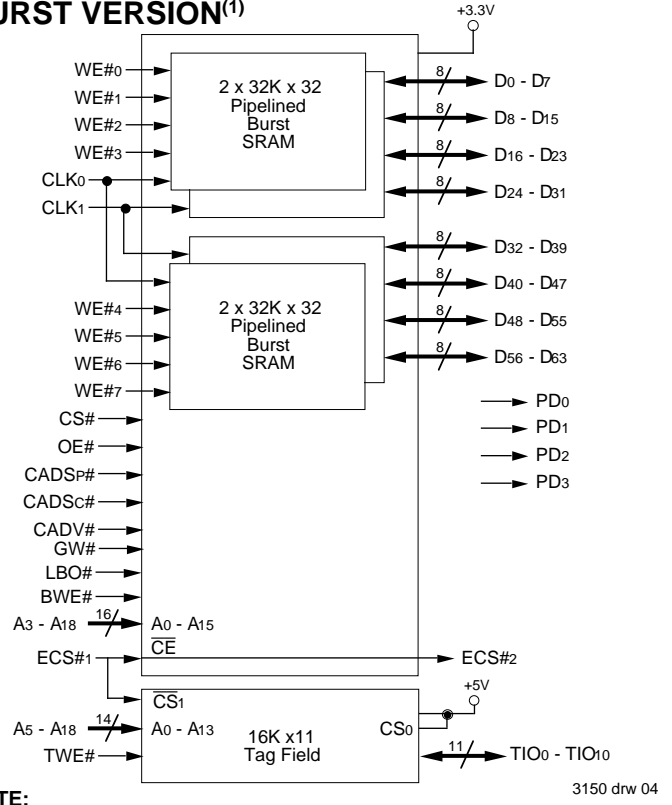 BURST VERSION(1)
+3.3V
WE#0
WE#1
WE#2
WE#3
CLK0
CLK1
2 x 32K x 32
Pipelined
Burst
SRAM
8
D0 - D7
8
D8 - D15
8
D16 - D23
8
D24 - D31
8
D32 - D39
8
D40 - D47
8
D48 - D55
8
D56 - D63
WE#4
WE#5
WE#6
WE#7
2 x 32K x 32
Pipelined
Burst
SRAM
PD0
PD1
PD2
PD3
CS#
OE#
CADSP#
CADSC#
CADV#
GW#
LBO#
BWE#
A3 - A18
16
A0 - A15
CE
ECS#1
ECS#2
+5V
CS1
A5 - A18
14
A0 - A13
CS0
16K x11
Tag Field
TWE#
11
TIO0 - TIO10
3150 drw 04